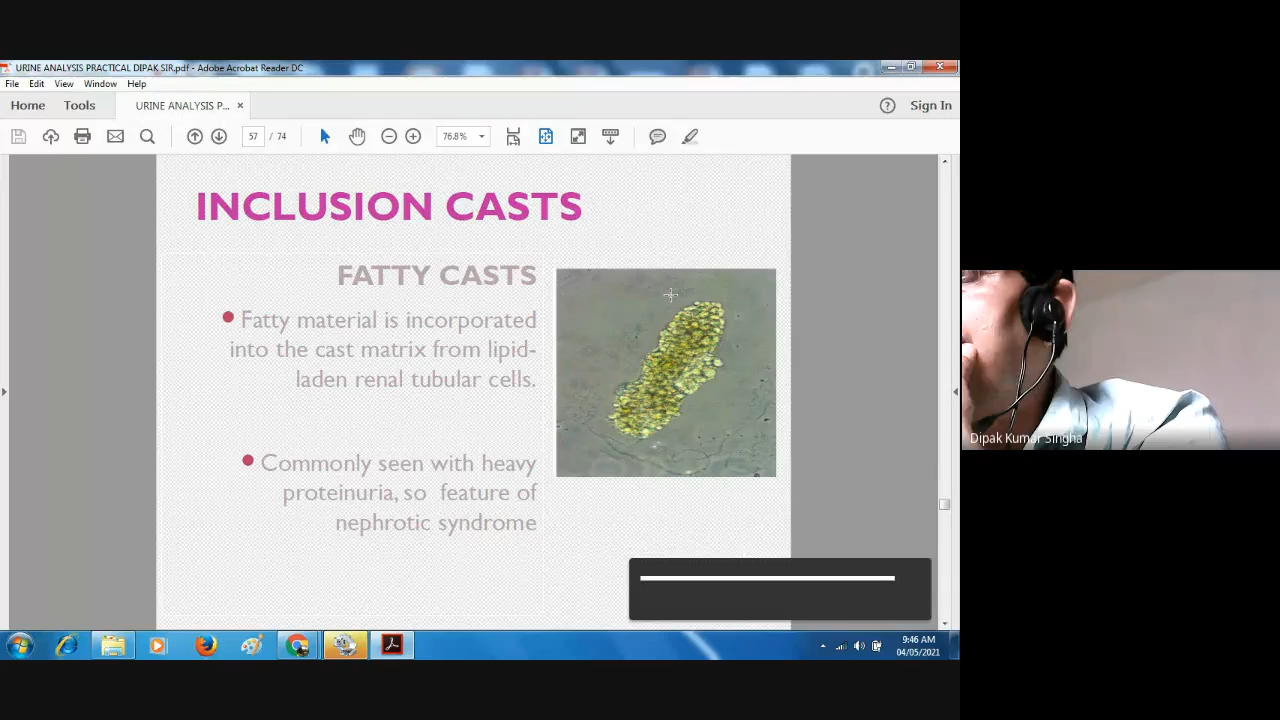 URINE ANALYSIS PRACTICAL DIPAK SIR.pdf - Adobe Acrobat Reader DC
File Edit View Window Help
Home Tools URINE ANALYSIS P... × Sign In
57 / 74 76.8%
INCLUSION CASTS
FATTY CASTS
Fatty material is incorporated
into the cast matrix from lipid-
laden renal tubular cells.
Commonly seen with heavy
proteinuria, so feature of
nephrotic syndrome
Dipak Kumar Singha
9:46 AM
04/05/2021